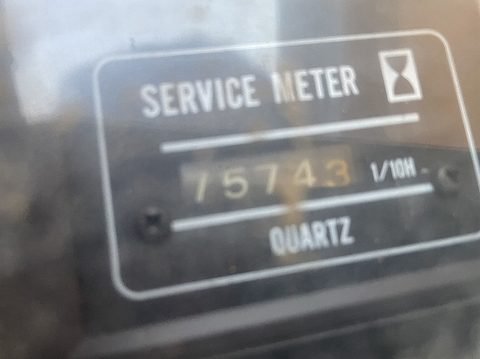 SERVICE METER
75743 1/10H
QUARTZ